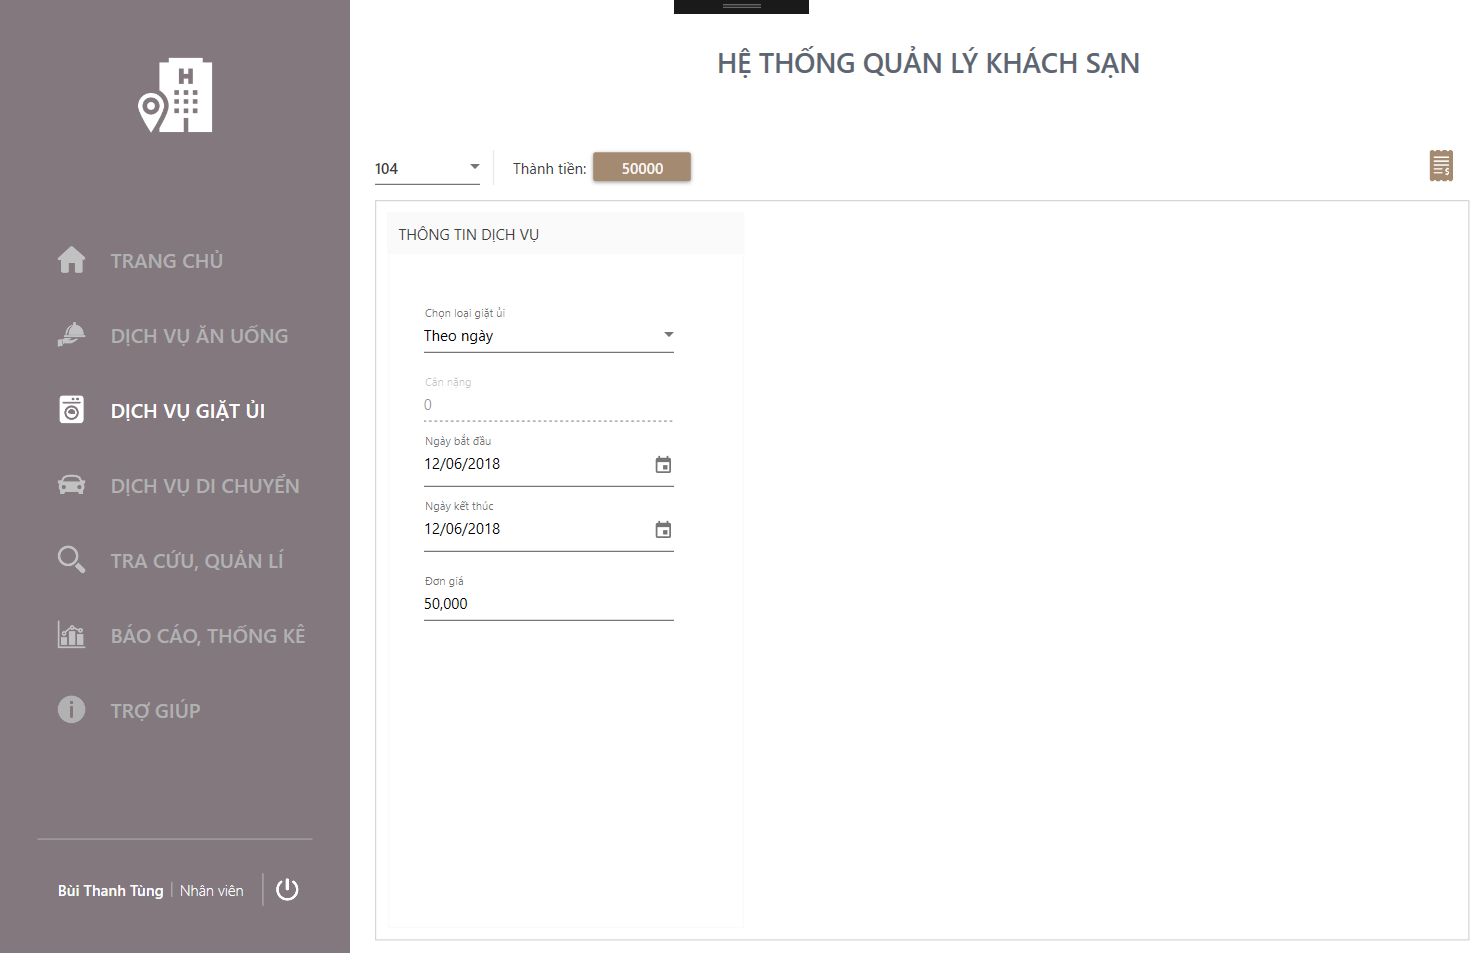 H
HỆ THỐNG QUẢN LÝ KHÁCH SẠN
104 Thành tiền: 50000
$
TRANG CHỦ
DỊCH VỤ ĂN UỐNG
DỊCH VỤ GIẶT ỦI
DỊCH VỤ DI CHUYỂN
TRA CỨU, QUẢN LÍ
BÁO CÁO, THỐNG KÊ
TRỢ GIÚP
Bùi Thanh Tùng | Nhân viên
THÔNG TIN DỊCH VỤ
Chọn loại giặt ủi
Theo ngày
Cân nặng
0
Ngày bắt đầu
12/06/2018
Ngày kết thúc
12/06/2018
Đơn giá
50,000